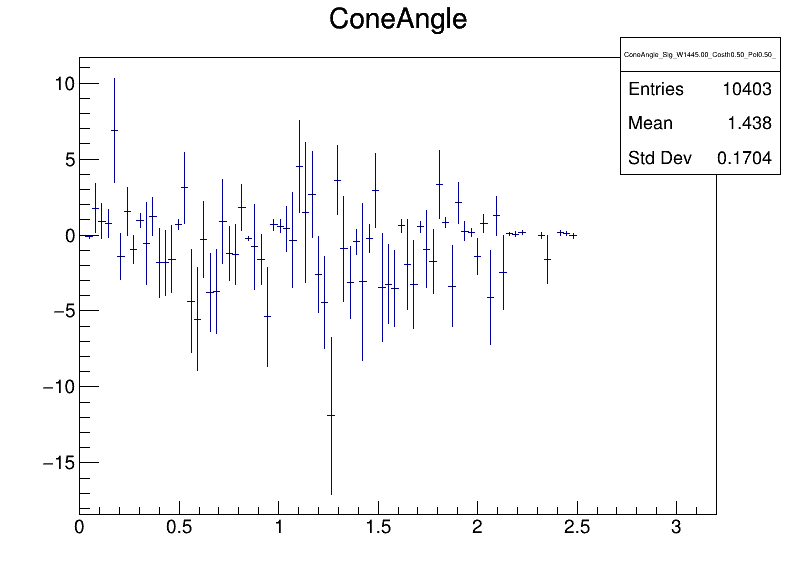 ConeAngle
ConeAngle_Sig_W1445.00_Costh0.50_Pol0.50_
Entries 10403
Mean 1.438
Std Dev 0.1704
10
5
0
−5
−10
−15
0 0.5 1 1.5 2 2.5 3